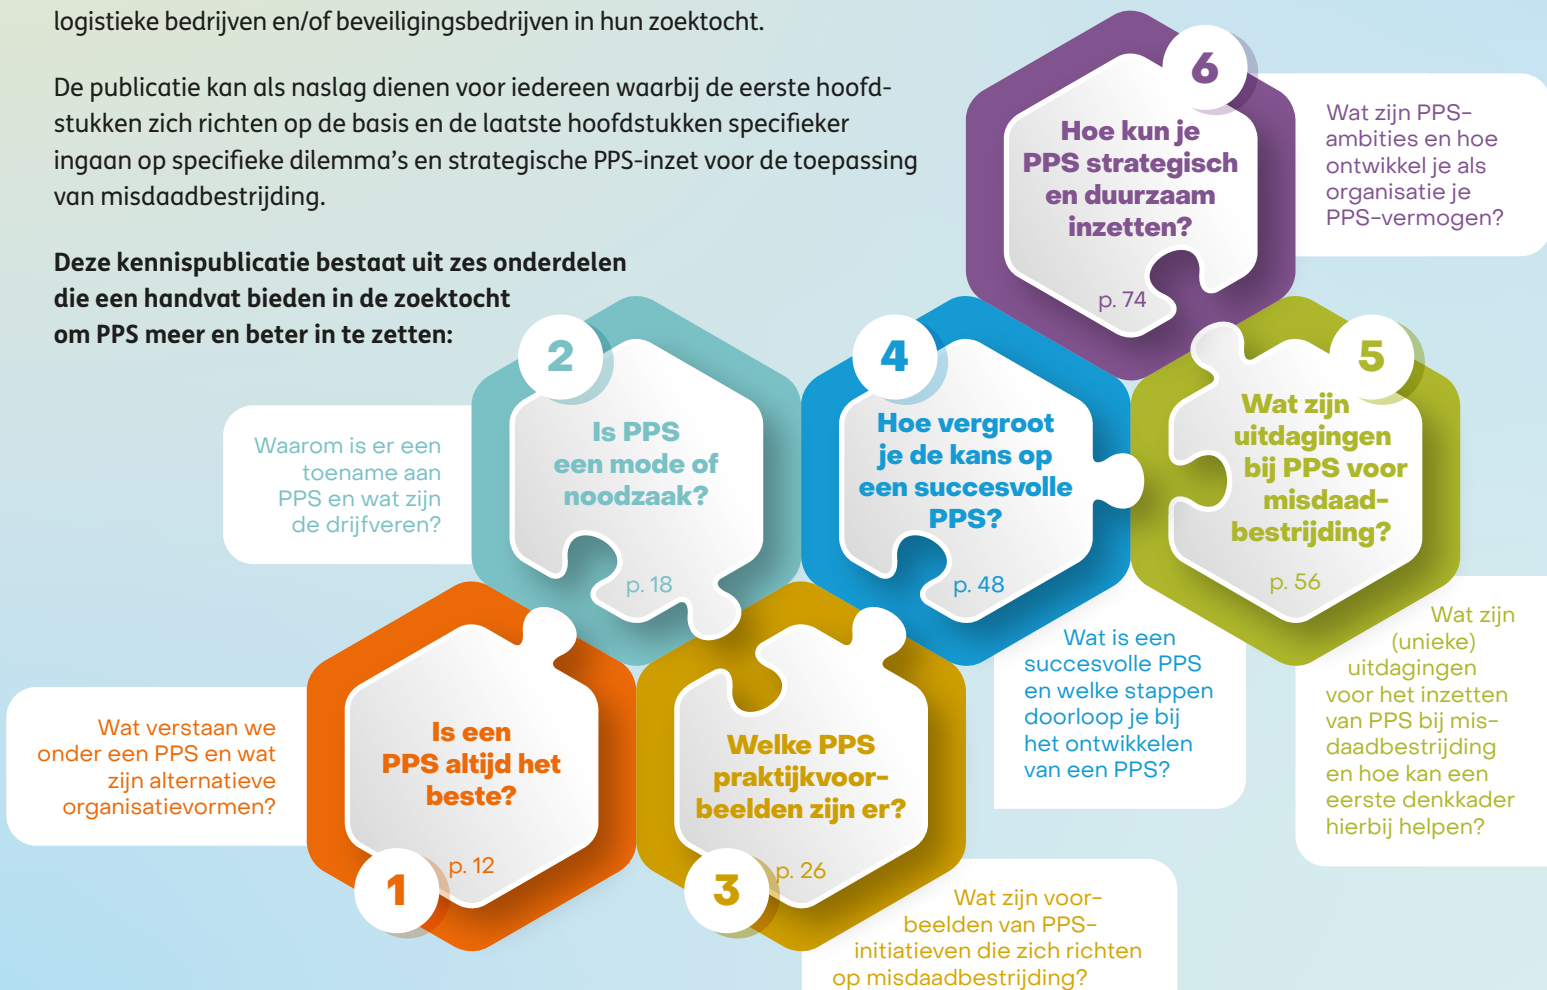 logistieke bedrijven en/of beveiligingsbedrijven in hun zoektocht.
De publicatie kan als naslag dienen voor iedereen waarbij de eerste hoofd-
stukken zich richten op de basis en de laatste hoofdstukken specifieker
ingaan op specifieke dilemma's en strategische PPS-inzet voor de toepassing
van misdaadbestrijding.
Deze kennispublicatie bestaat uit zes onderdelen
die een handvat bieden in de zoektocht
om PPS meer en beter in te zetten:
1
Is een
PPS altijd het
beste?
p. 12
Wat verstaan we
onder een PPS en wat
zijn alternatieve
organisatievormen?
2
Is PPS
een mode of
noodzaak?
p. 18
Waarom is er een
toename aan
PPS en wat zijn
de drijfveren?
3
Welke PPS
praktijkvoor-
beelden zijn er?
p. 26
Wat zijn voor-
beelden van PPS-
initiatieven die zich richten
op misdaadbestrijding?
4
Hoe vergroot
je de kans op
een succesvolle
PPS?
p. 48
Wat is een
succesvolle PPS
en welke stappen
doorloop je bij
het ontwikkelen
van een PPS?
5
Wat zijn
uitdagingen
bij PPS voor
misdaad-
bestrijding?
p. 56
Wat zijn
(unieke)
uitdagingen
voor het inzetten
van PPS bij mis-
daadbestrijding
en hoe kan een
eerste denkkader
hierbij helpen?
6
Hoe kun je
PPS strategisch
en duurzaam
inzetten?
p. 74
Wat zijn PPS-
ambities en hoe
ontwikkel je als
organisatie je
PPS-vermogen?